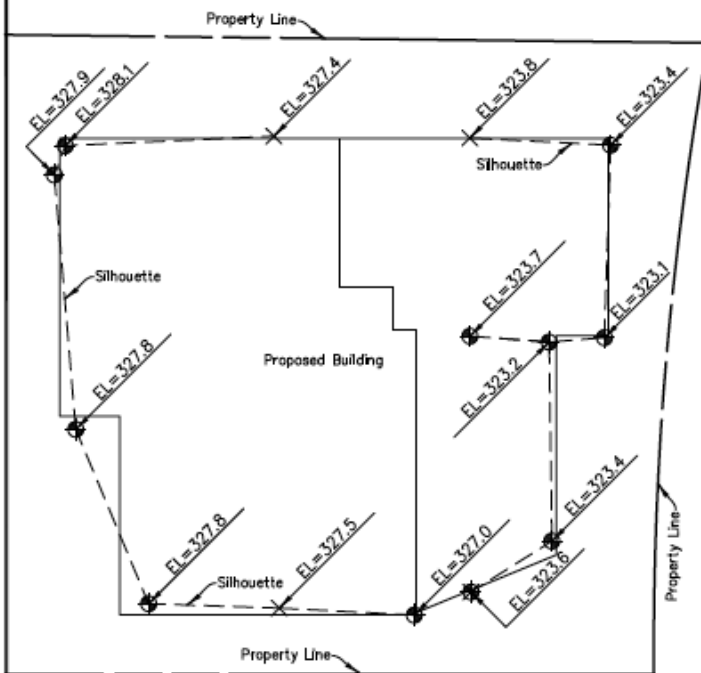 Property Line
EL=327.9
EL=328.1
EL=327.4
EL=323.8
EL=323.4
Silhouette
Silhouette
EL=323.7
EL=323.1
Proposed Building
EL=323.2
EL=327.8
EL=323.4
EL=327.8
EL=327.5
EL=327.0
EL=323.6
Silhouette
Property Line
Property Line